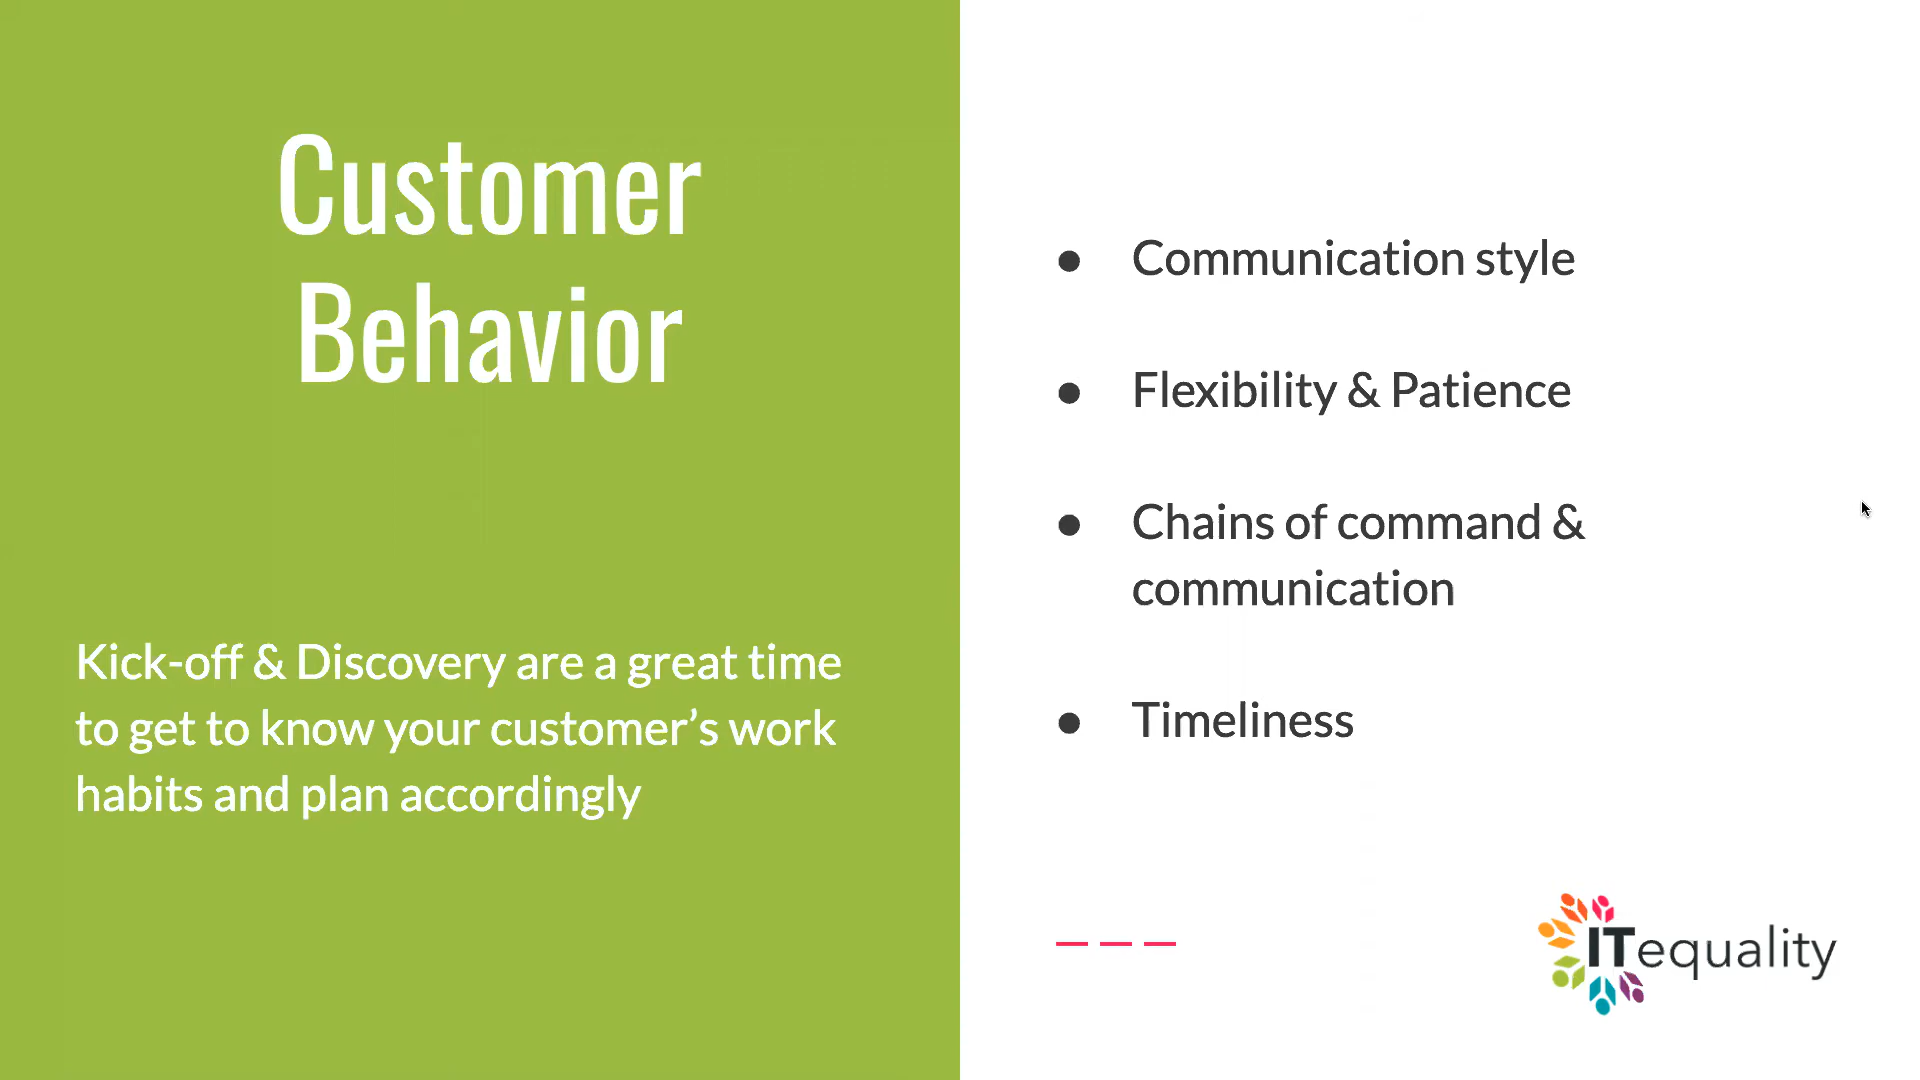 Customer
Behavior
Kick-off & Discovery are a great time
to get to know your customer’s work
habits and plan accordingly
● Communication style
● Flexibility & Patience
● Chains of command &
communication
● Timeliness
ITequality